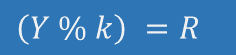 (Y % k) = R